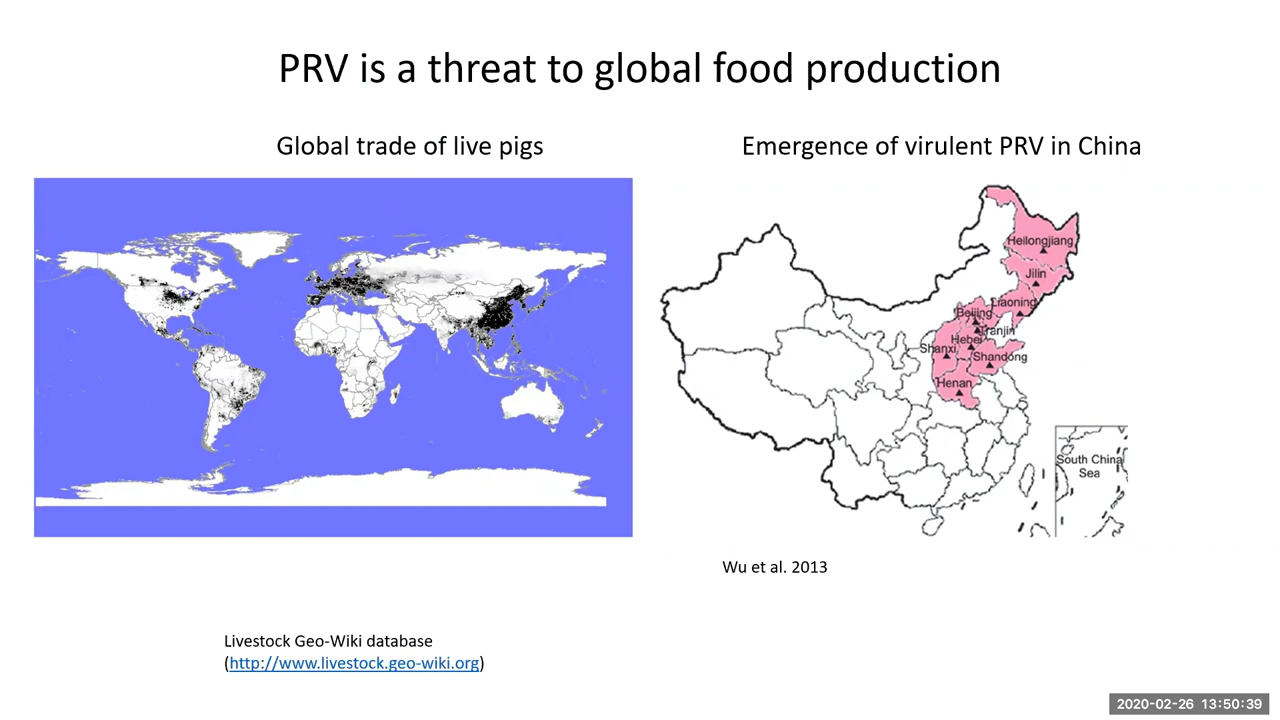 PRV is a threat to global food production
Global trade of live pigs
Emergence of virulent PRV in China
Heilongjiang
Jilin
Liaoning
Beijing
Tranjin
Hebei
Shanxi
Shandong
Henan
South China
Sea
Wu et al. 2013
Livestock Geo-Wiki database
(http://www.livestock.geo-wiki.org)
2020-02-26 13:50:39